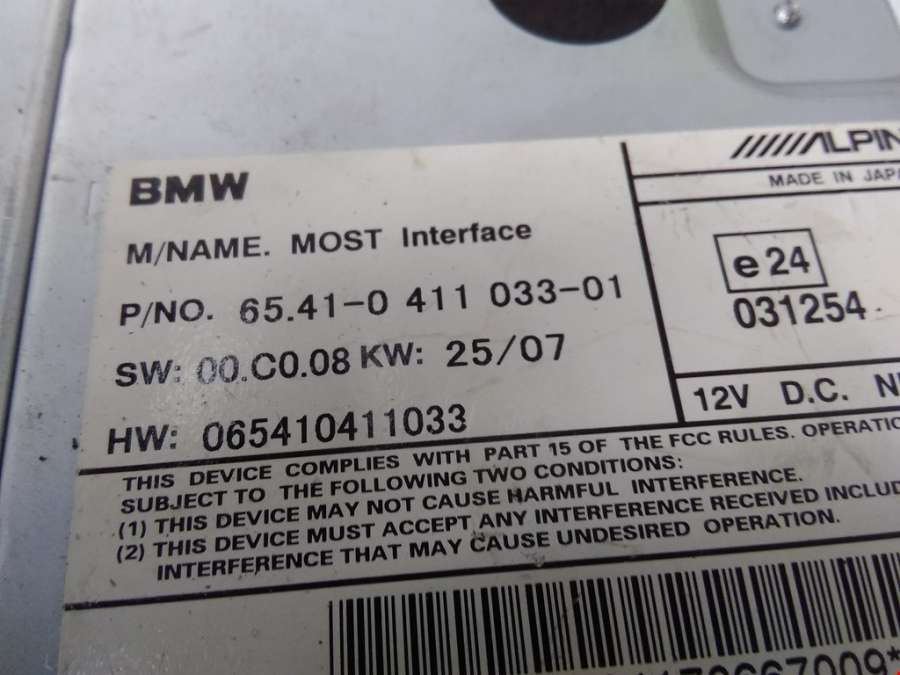 BMW
M/NAME. MOST Interface
P/NO. 65.41-0 411 033-01
SW: 00.C0.08 KW: 25/07
HW: 065410411033
ALPIN
MADE IN JAPA
e24
031254
12V D.C. N
THIS DEVICE COMPLIES WITH PART 15 OF THE FCC RULES. OPERATIO
SUBJECT TO THE FOLLOWING TWO CONDITIONS:
(1) THIS DEVICE MAY NOT CAUSE HARMFUL INTERFERENCE.
(2) THIS DEVICE MUST ACCEPT ANY INTERFERENCE RECEIVED INCLUD
INTERFERENCE THAT MAY CAUSE UNDESIRED OPERATION.